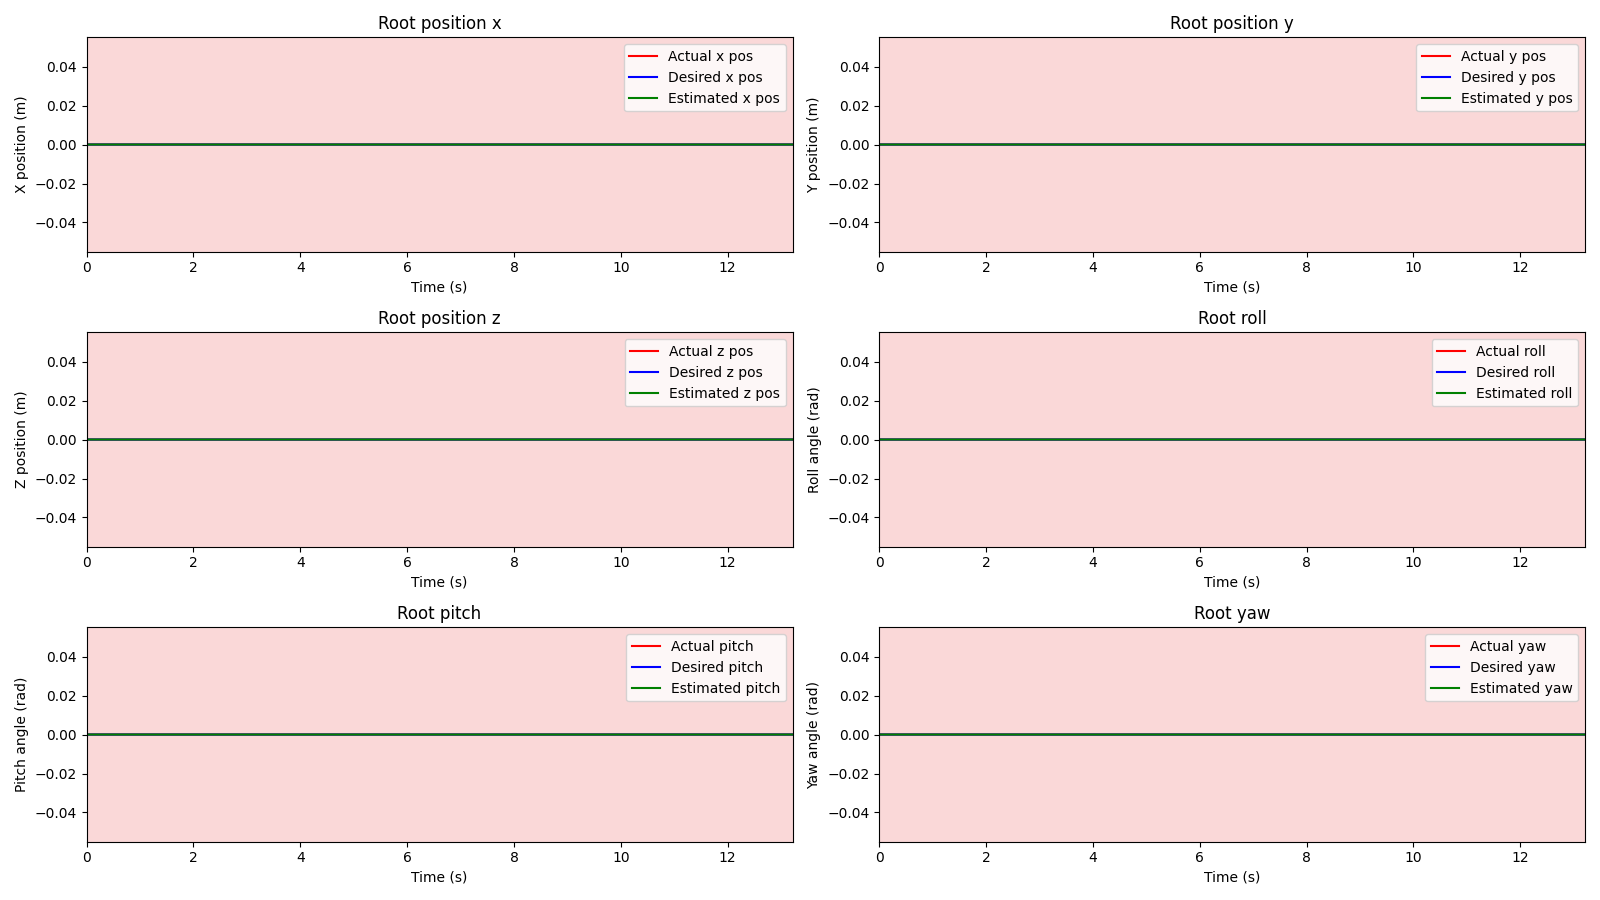 Root position x
Actual x pos
Desired x pos
Estimated x pos
X position (m)
0.04
0.02
0.00
−0.02
−0.04
0 2 4 6 8 10 12
Time (s)
Root position y
Actual y pos
Desired y pos
Estimated y pos
Y position (m)
0.04
0.02
0.00
−0.02
−0.04
0 2 4 6 8 10 12
Time (s)
Root position z
Actual z pos
Desired z pos
Estimated z pos
Z position (m)
0.04
0.02
0.00
−0.02
−0.04
0 2 4 6 8 10 12
Time (s)
Root roll
Actual roll
Desired roll
Estimated roll
Roll angle (rad)
0.04
0.02
0.00
−0.02
−0.04
0 2 4 6 8 10 12
Time (s)
Root pitch
Actual pitch
Desired pitch
Estimated pitch
Pitch angle (rad)
0.04
0.02
0.00
−0.02
−0.04
0 2 4 6 8 10 12
Time (s)
Root yaw
Actual yaw
Desired yaw
Estimated yaw
Yaw angle (rad)
0.04
0.02
0.00
−0.02
−0.04
0 2 4 6 8 10 12
Time (s)